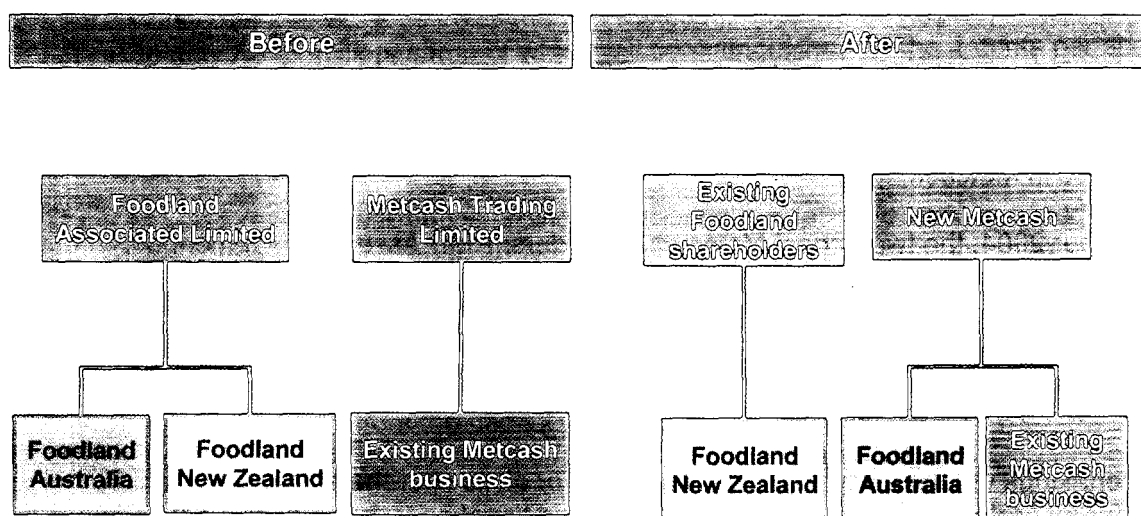 Before
After
Foodland
Associated Limited
Metcash Trading
Limited
Existing
Foodland
shareholders
New Metcash
Foodland
Australia
Foodland
New Zealand
Existing Metcash
business
Foodland
New Zealand
Foodland
Australia
Existing
Metcash
business